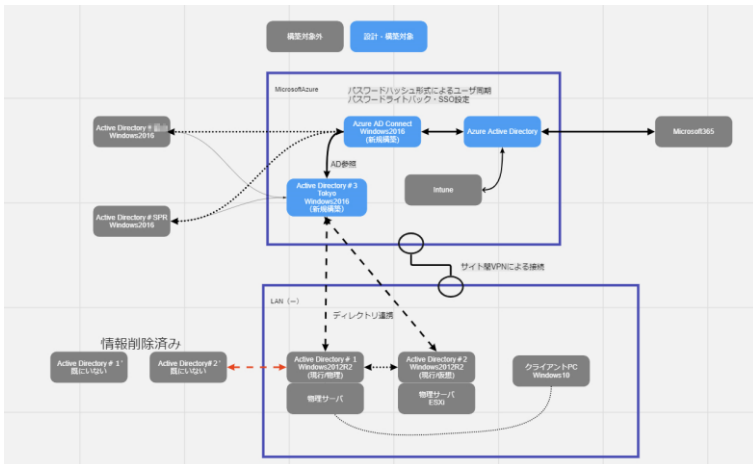 構築対象外
設計・構築対象
MicrosoftAzure
パスワードハッシュ形式によるユーザ同期
パスワードライトバック・SSO設定
Active Directory #
Windows2016
Azure AD Connect
Windows2016
(新規構築)
Azure Active Directory
Microsoft365
AD参照
Intune
Active Directory #3
Tokyo
Windows2016
(新規構築)
Active Directory #SPR
Windows2016
サイト間VPNによる接続
LAN (~)
ディレクトリ連携
情報削除済み
Active Directory# 1'
既にいない
Active Directory#2'
既にいない
Active Directory# 1
Windows2012R2
(現行/物理)
Active Directory#2
Windows2012R2
(現行/仮想)
クライアントPC
Windows10
物理サーバ
物理サーバ
ESXi